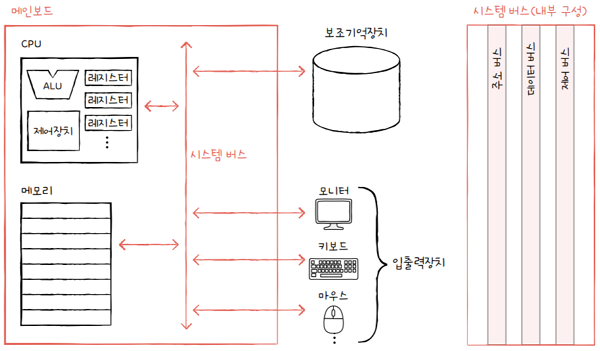 메인보드
시스템 버스(내부 구성)
CPU
ALU
레지스터
레지스터
레지스터
제어장치
보조기억장치
시스템 버스
메모리
모니터
키보드
마우스
입출력장치
주소 버스
데이터 버스
제어 버스